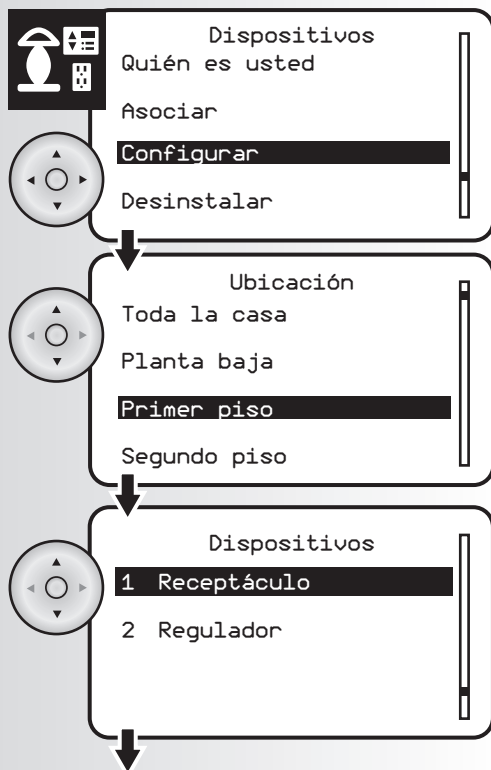 Dispositivos
Quién es usted
Asociar
Configurar
Desinstalar
Ubicación
Toda la casa
Planta baja
Primer piso
Segundo piso
Dispositivos
1 Receptáculo
2 Regulador